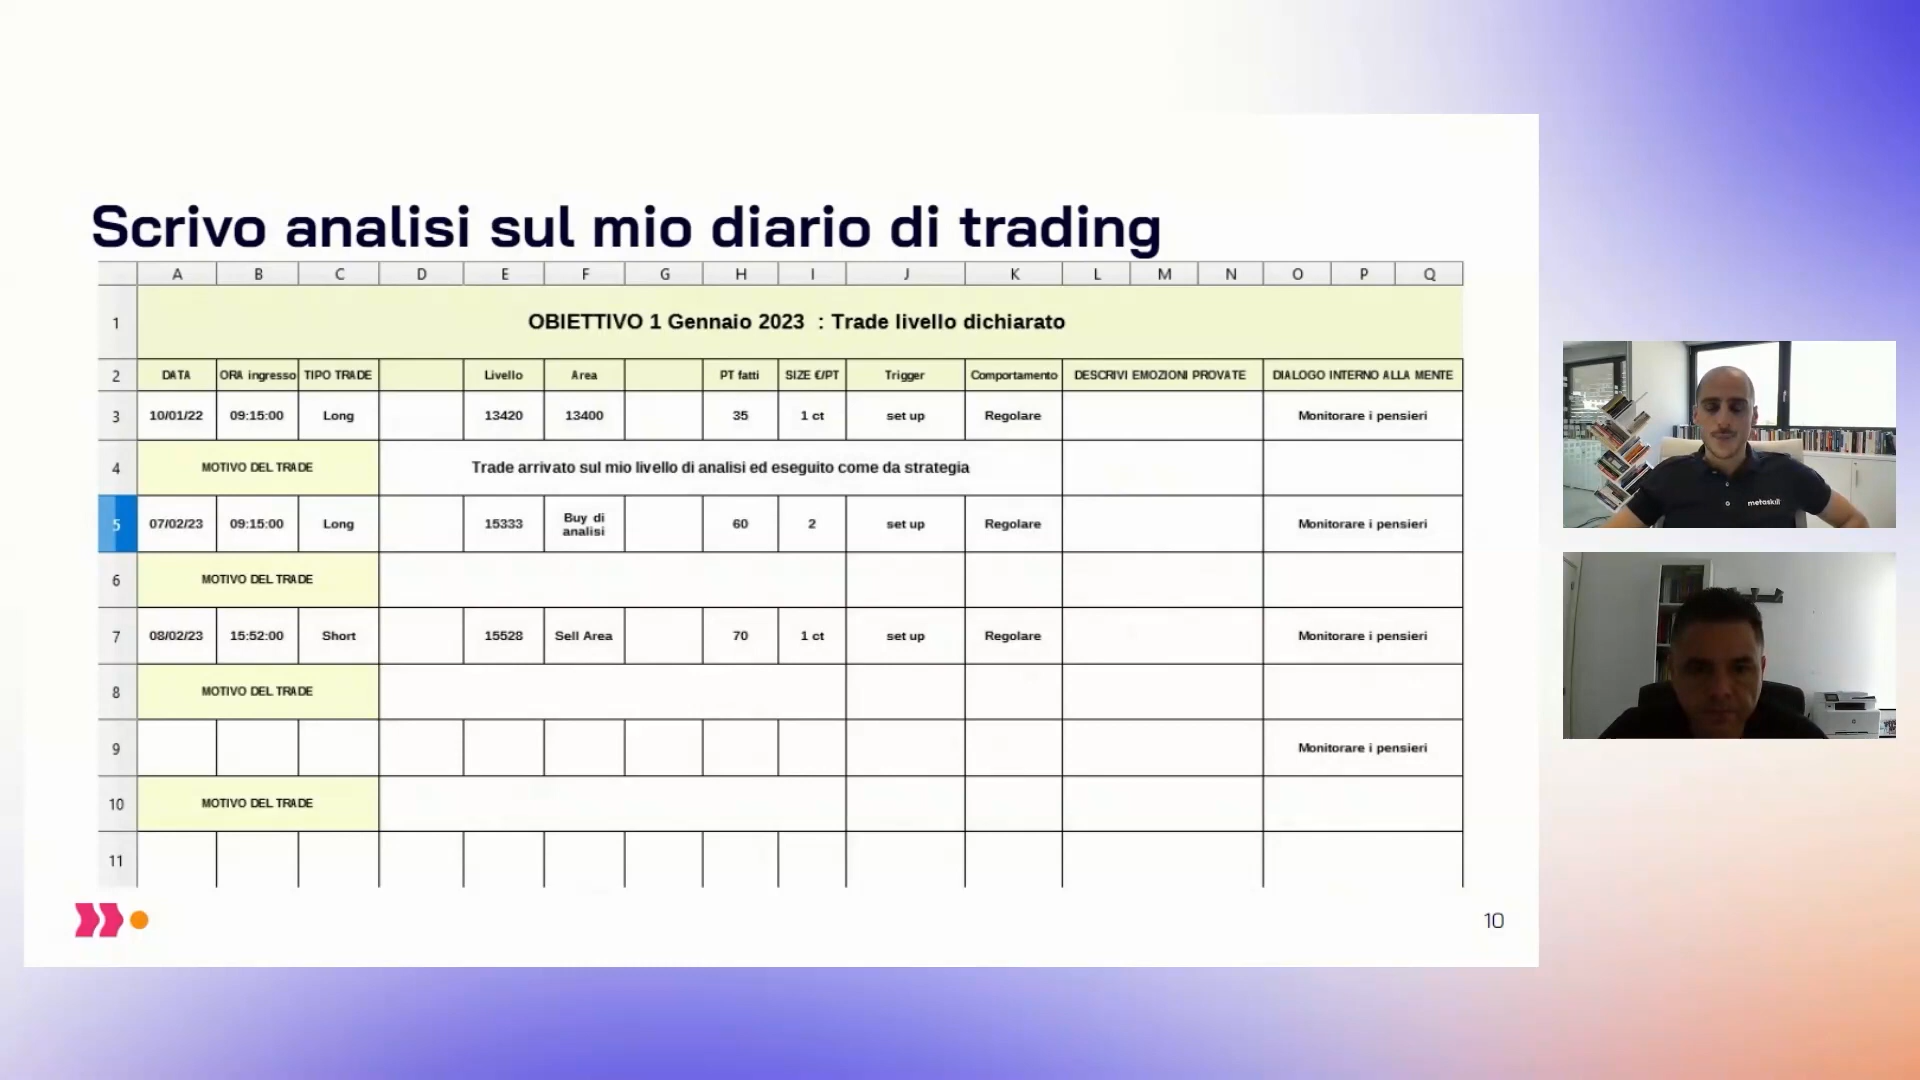 Scrivo analisi sul mio diario di trading
A B C D E F G H I J K L M N O P Q
1 OBIETTIVO 1 Gennaio 2023 : Trade livello dichiarato
2 DATA ORA ingresso TIPO TRADE Livello Area PT fatti SIZE €/PT Trigger Comportamento DESCRIVI EMOZIONI PROVATE DIALOGO INTERNO ALLA MENTE
3 10/01/22 09:15:00 Long 13420 13400 35 1 ct set up Regolare Monitorare i pensieri
4 MOTIVO DEL TRADE Trade arrivato sul mio livello di analisi ed eseguito come da strategia
5 07/02/23 09:15:00 Long 15333 Buy di analisi 60 2 set up Regolare Monitorare i pensieri
6 MOTIVO DEL TRADE
7 08/02/23 15:52:00 Short 15528 Sell Area 70 1 ct set up Regolare Monitorare i pensieri
8 MOTIVO DEL TRADE
9 Monitorare i pensieri
10 MOTIVO DEL TRADE
11
10
metaskill